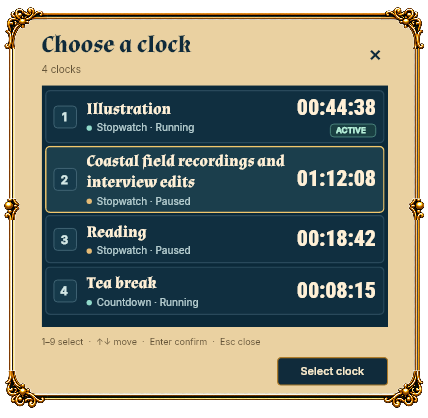 Choose a clock
4 clocks
1
Illustration
Stopwatch · Running
00:44:38
ACTIVE
2
Coastal field recordings and
interview edits
Stopwatch · Paused
01:12:08
3
Reading
Stopwatch · Paused
00:18:42
4
Tea break
Countdown · Running
00:08:15
1–9 select · ↑↓ move · Enter confirm · Esc close
Select clock